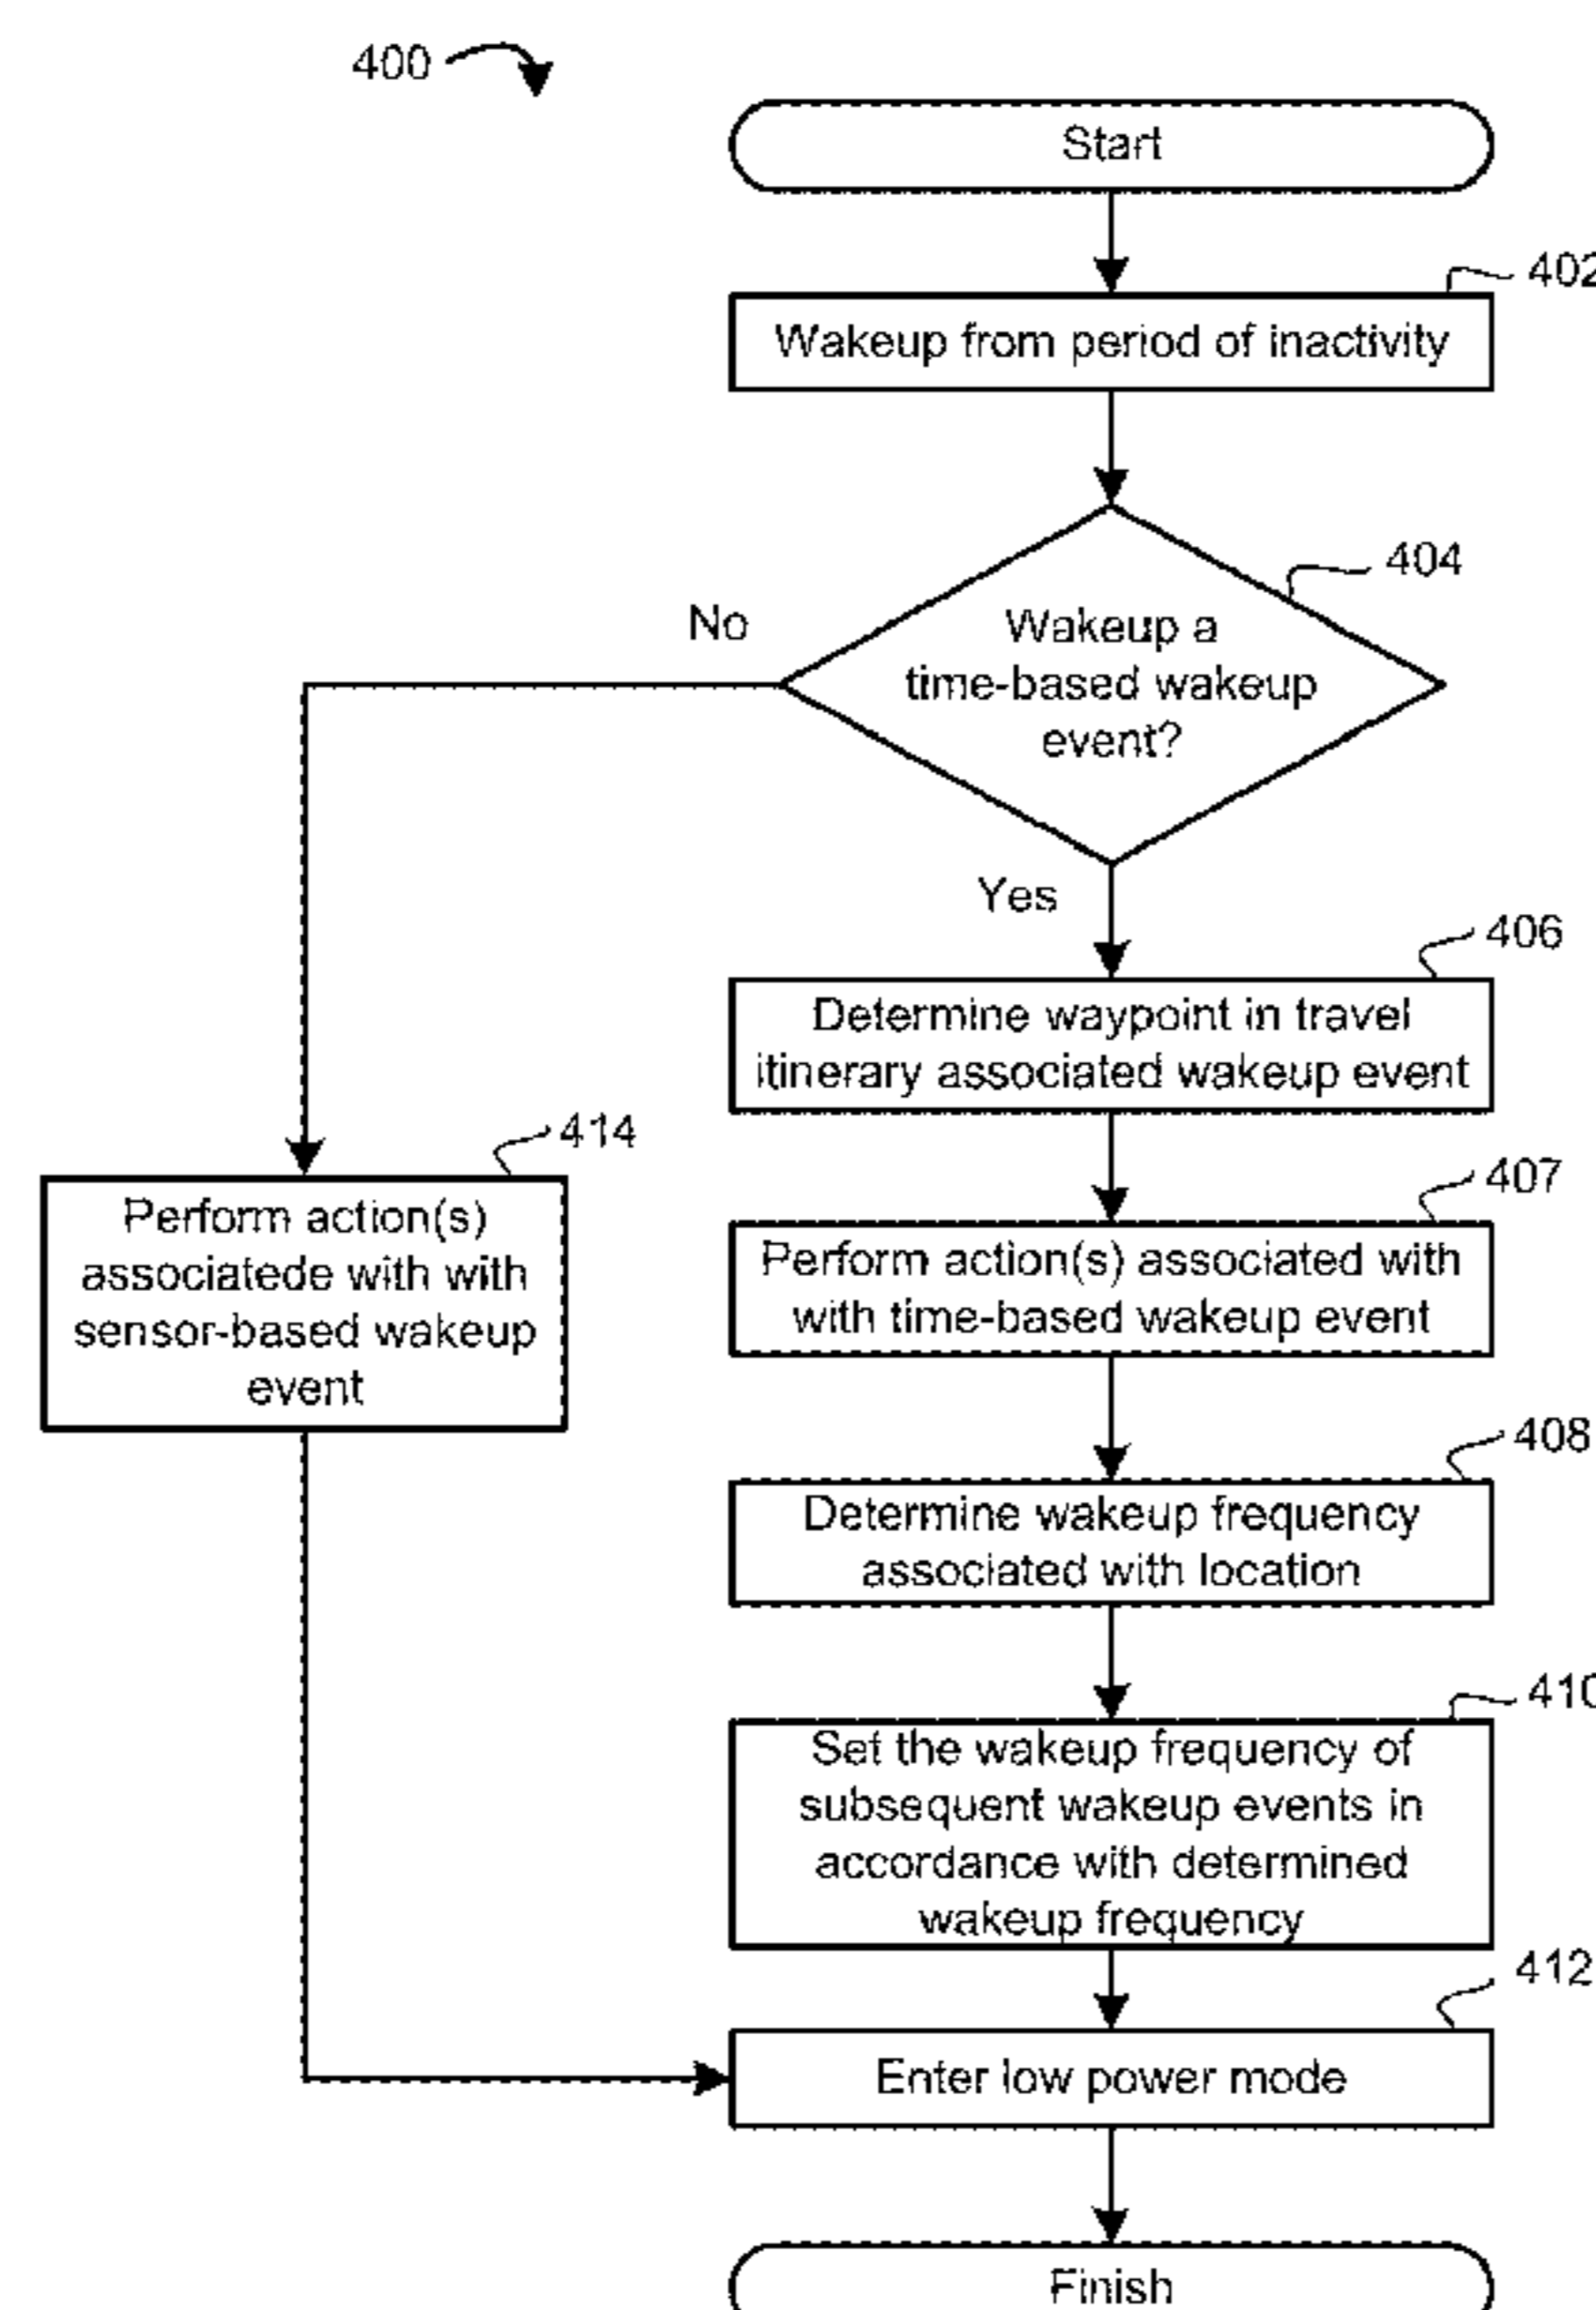 400
Start
402
Wakeup from period of inactivity
404
Wakeup a
time-based wakeup
event?
No
Yes
406
Determine waypoint in travel
itinerary associated wakeup event
414
Perform action(s)
associatede with with
sensor-based wakeup
event
407
Perform action(s) associated with
with time-based wakeup event
408
Determine wakeup frequency
associated with location
410
Set the wakeup frequency of
subsequent wakeup events in
accordance with determined
wakeup frequency
412
Enter low power mode
Finish